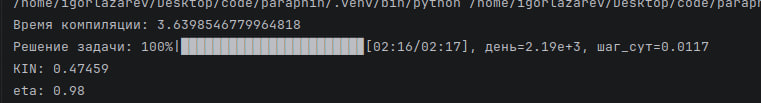 /home/igorlazarev/Desktop/code/paraphin/.venv/bin/python /home/igorlazarev/Desktop/code/paraph
Время компиляции: 3.6398546779964818
Решение задачи: 100%|██████████████████████|[02:16/02:17], день=2.19e+3, шаг_сут=0.0117
KIN: 0.47459
eta: 0.98